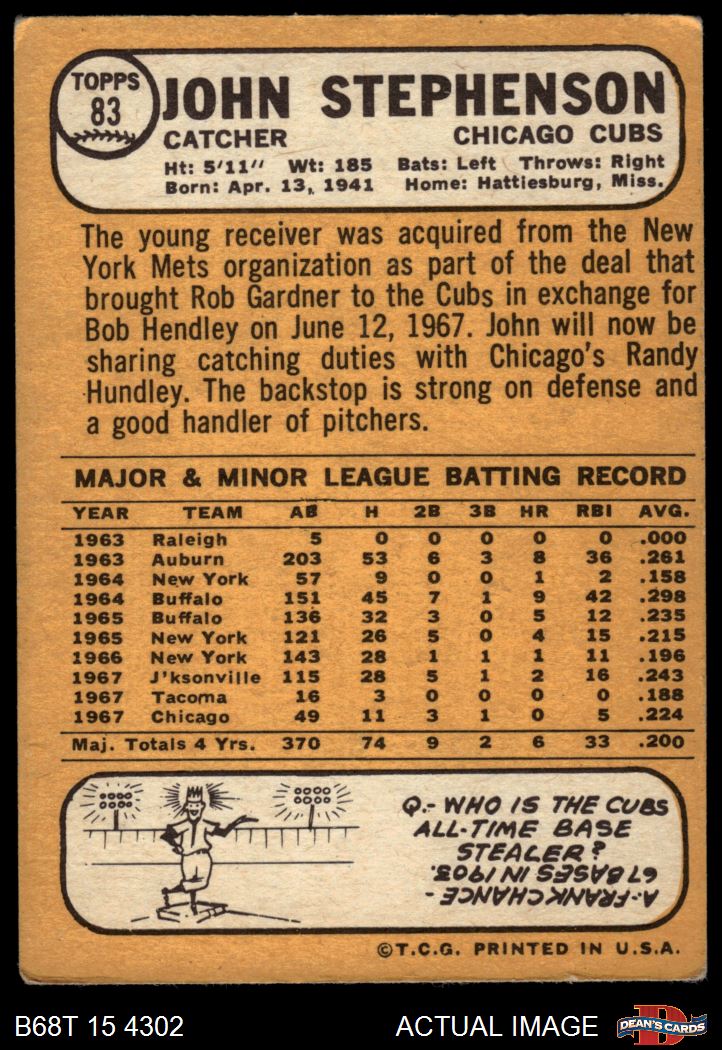 TOPPS
83
JOHN STEPHENSON
CATCHER CHICAGO CUBS
Ht: 5'11" Wt: 185 Bats: Left Throws: Right
Born: Apr. 13, 1941 Home: Hattiesburg, Miss.
The young receiver was acquired from the New
York Mets organization as part of the deal that
brought Rob Gardner to the Cubs in exchange for
Bob Hendley on June 12, 1967. John will now be
sharing catching duties with Chicago's Randy
Hundley. The backstop is strong on defense and
a good handler of pitchers.
MAJOR & MINOR LEAGUE BATTING RECORD
YEAR TEAM AB H 2B 3B HR RBI AVG.
1963 Raleigh 5 0 0 0 0 0 .000
1963 Auburn 203 53 6 3 8 36 .261
1964 New York 57 9 0 0 1 2 .158
1964 Buffalo 151 45 7 1 9 42 .298
1965 Buffalo 136 32 3 0 5 12 .235
1965 New York 121 26 5 0 4 15 .215
1966 New York 143 28 1 1 1 11 .196
1967 J'ksonville 115 28 5 1 2 16 .243
1967 Tacoma 16 3 0 0 0 0 .188
1967 Chicago 49 11 3 1 0 5 .224
Maj. Totals 4 Yrs. 370 74 9 2 6 33 .200
Q.- WHO IS THE CUBS
ALL-TIME BASE
STEALER?
A.-FRANK CHANCE -
67 BASES IN 1903.
©T.C.G. PRINTED IN U.S.A.
B68T 15 4302 ACTUAL IMAGE DEAN'S CARDS